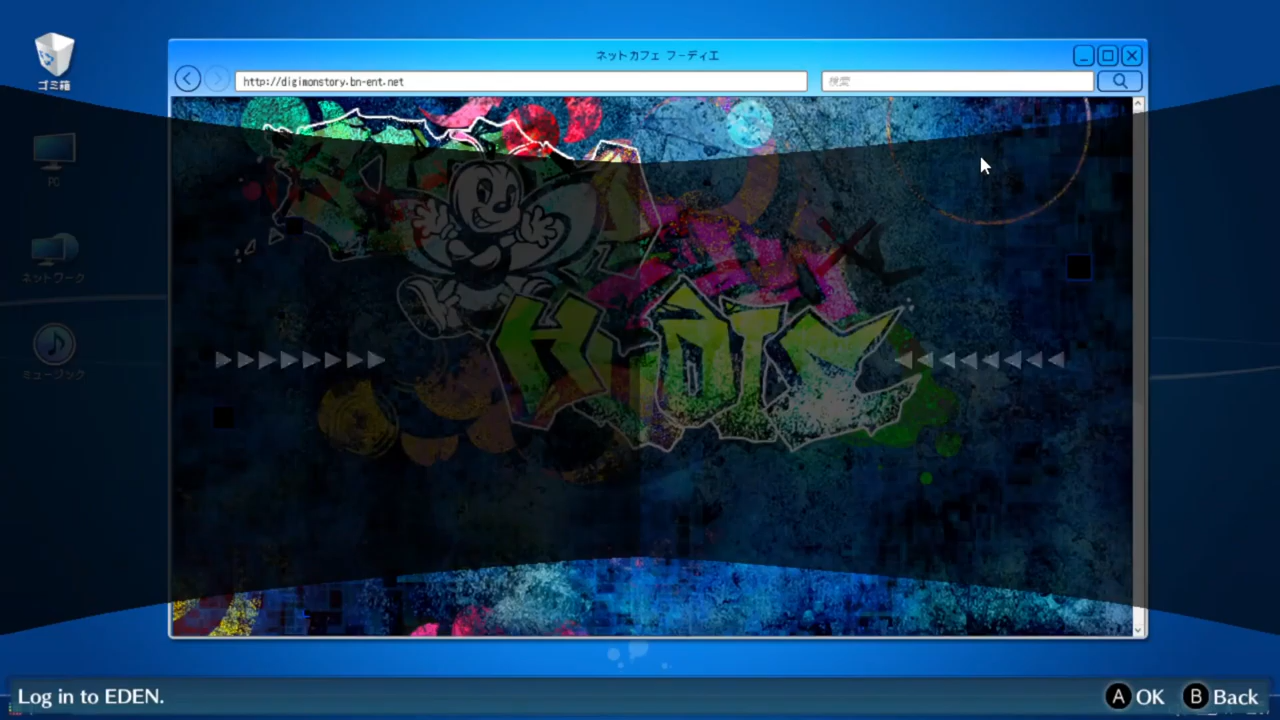 ネットカフェ フーディエ
http://digimonstory.bn-ent.net
検索
ゴミ箱
PC
ネットワーク
ミュージック
Log in to EDEN.
A OK B Back